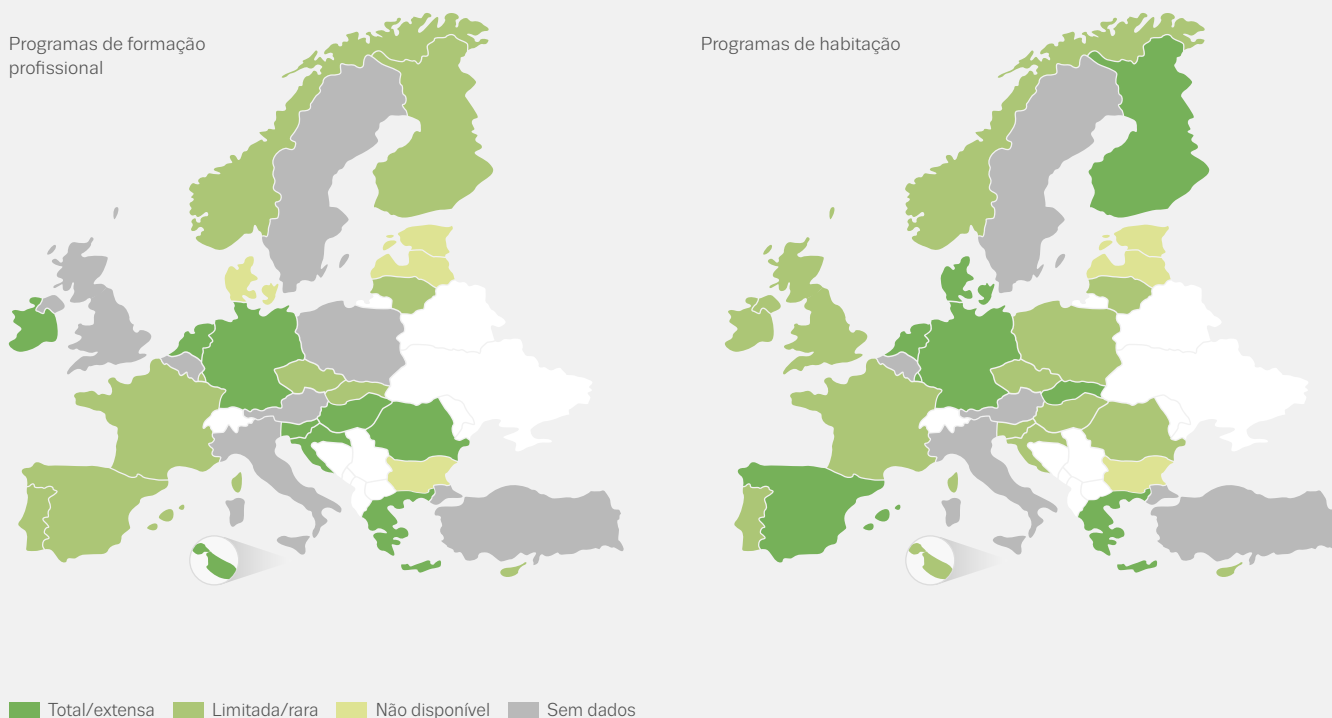 Programas de formação
profissional
Programas de habitação
Total/extensa
Limitada/rara
Não disponível
Sem dados